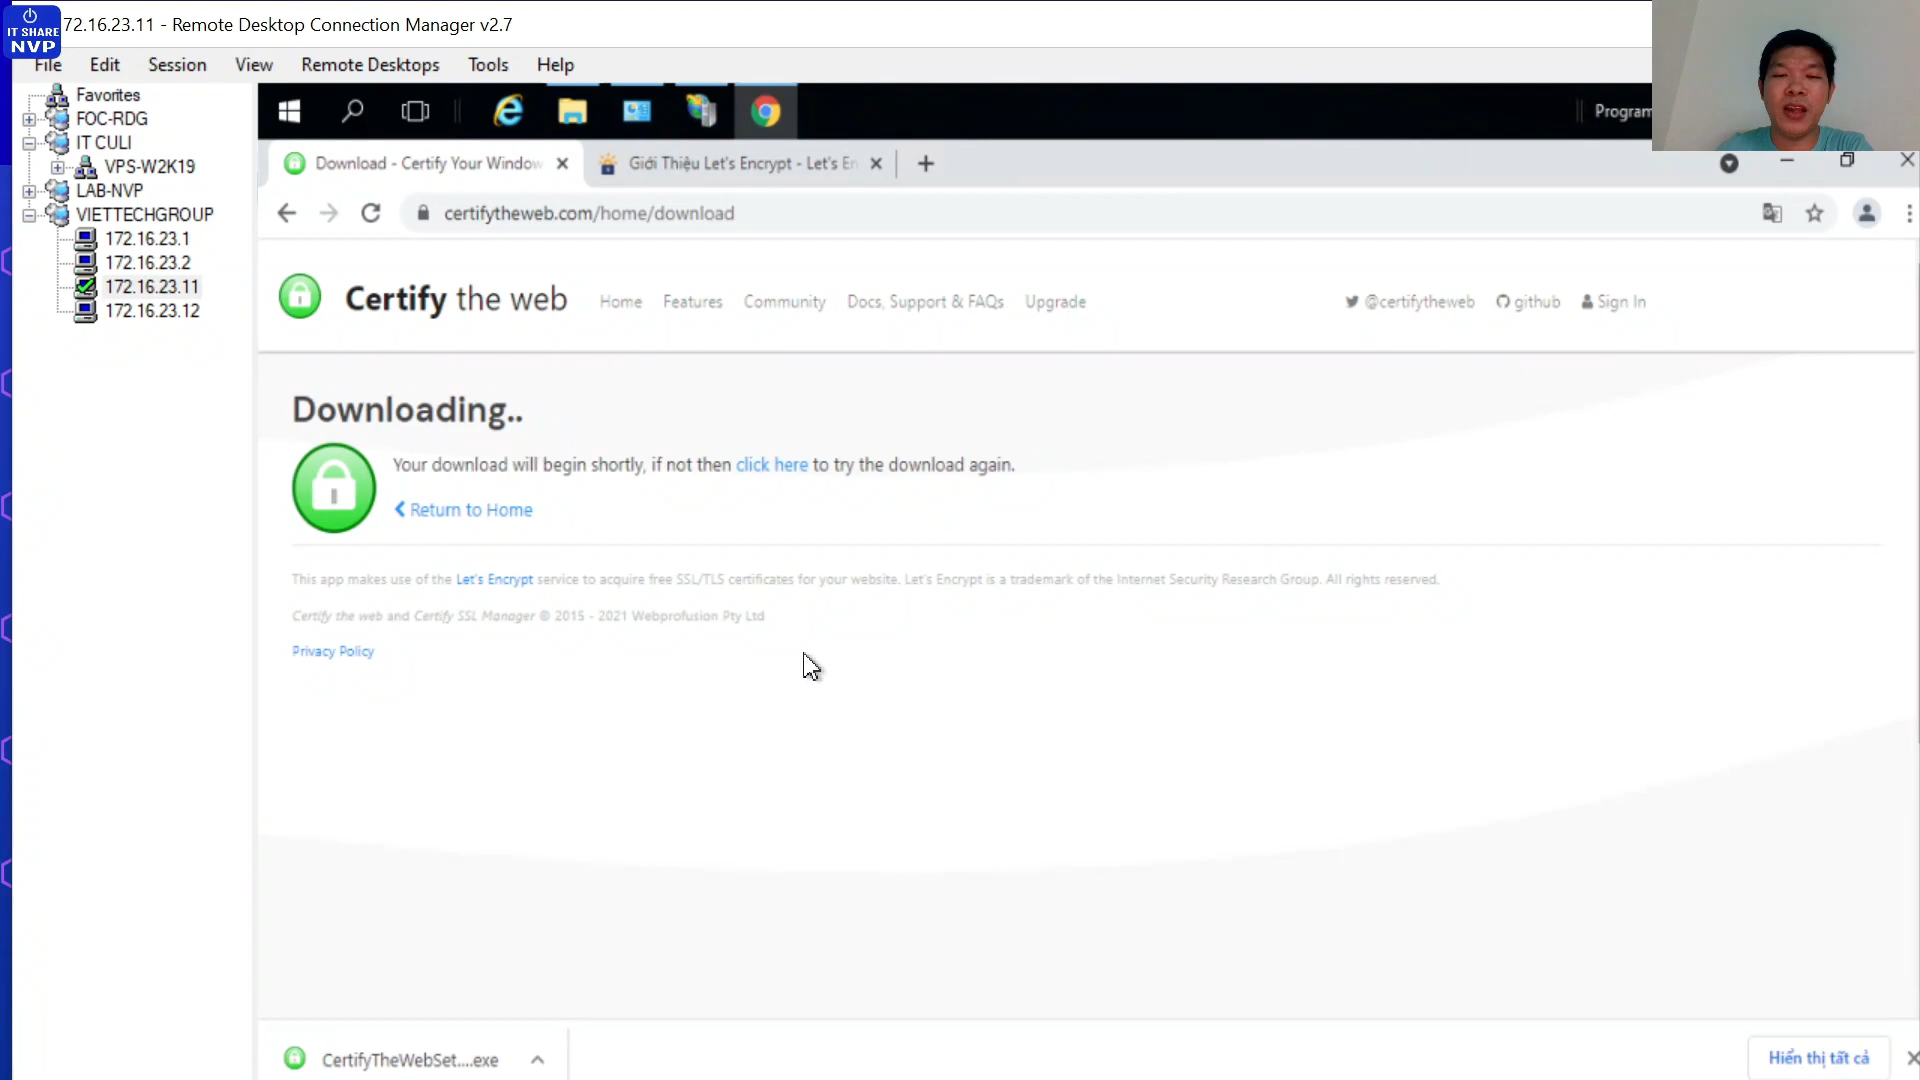 IT SHARE
NVP
72.16.23.11 - Remote Desktop Connection Manager v2.7
File Edit Session View Remote Desktops Tools Help
Favorites
FOC-RDG
IT CULI
VPS-W2K19
LAB-NVP
VIETTECHGROUP
172.16.23.1
172.16.23.2
172.16.23.11
172.16.23.12
Program
Download - Certify Your Window
Giới Thiệu Let's Encrypt - Let's En
certifytheweb.com/home/download
Certify the web Home Features Community Docs, Support & FAQs Upgrade @certifytheweb github Sign In
Downloading..
Your download will begin shortly, if not then click here to try the download again.
Return to Home
This app makes use of the Let's Encrypt service to acquire free SSL/TLS certificates for your website. Let's Encrypt is a trademark of the Internet Security Research Group. All rights reserved.
Certify the web and Certify SSL Manager © 2015 - 2021 Webprofusion Pty Ltd
Privacy Policy
CertifyTheWebSet....exe
Hiển thị tất cả